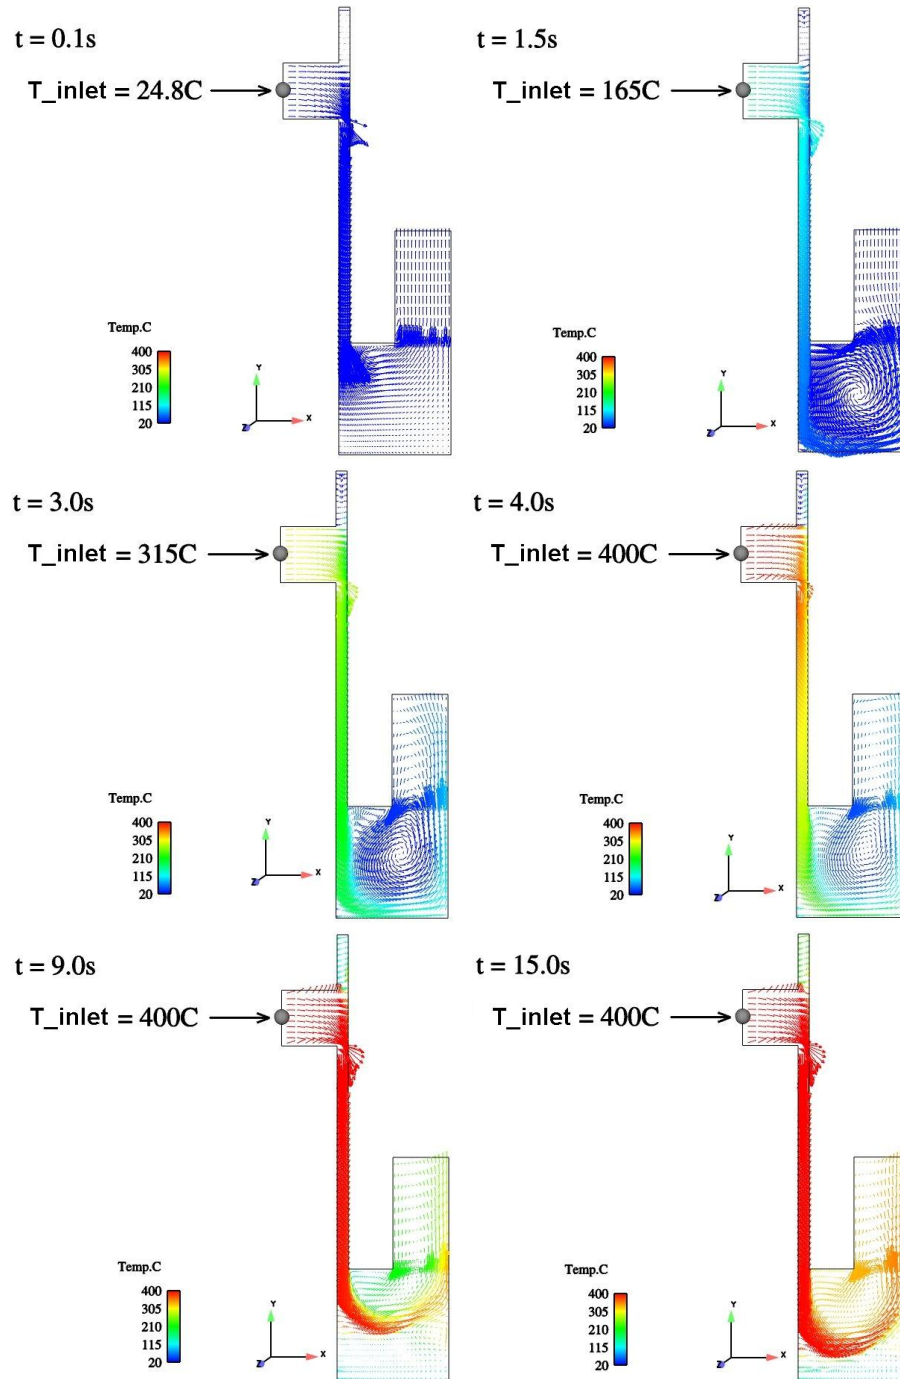 t = 0.1s
T_inlet = 24.8C
Temp.C
400
305
210
115
20
Y
X
Z
t = 1.5s
T_inlet = 165C
Temp.C
400
305
210
115
20
Y
X
Z
t = 3.0s
T_inlet = 315C
Temp.C
400
305
210
115
20
Y
X
Z
t = 4.0s
T_inlet = 400C
Temp.C
400
305
210
115
20
Y
X
Z
t = 9.0s
T_inlet = 400C
Temp.C
400
305
210
115
20
Y
X
Z
t = 15.0s
T_inlet = 400C
Temp.C
400
305
210
115
20
Y
X
Z